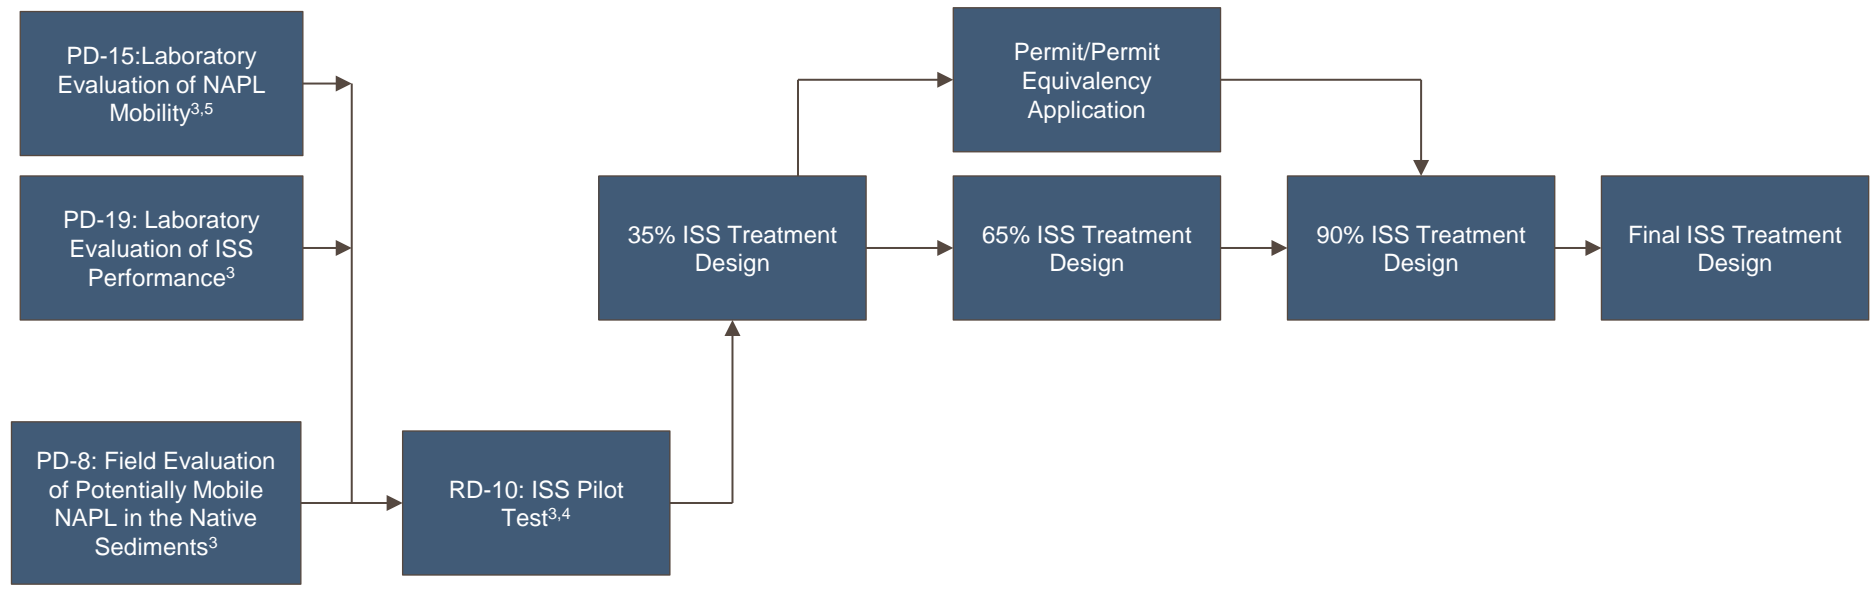 PD-15:Laboratory
Evaluation of NAPL
Mobility3,5
PD-19: Laboratory
Evaluation of ISS
Performance3
PD-8: Field Evaluation
of Potentially Mobile
NAPL in the Native
Sediments3
RD-10: ISS Pilot
Test3,4
35% ISS Treatment
Design
Permit/Permit
Equivalency
Application
65% ISS Treatment
Design
90% ISS Treatment
Design
Final ISS Treatment
Design